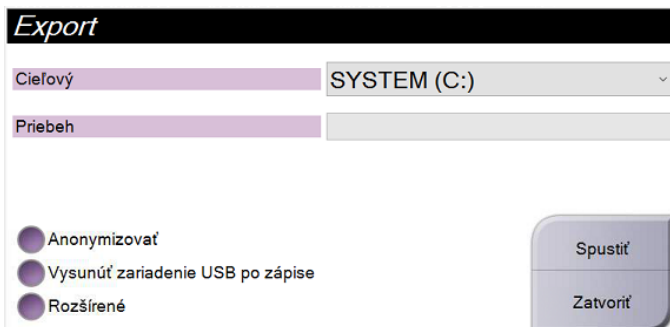 Export
Cieľový
SYSTEM (C:)
Priebeh
Anonymizovať
Vysunúť zariadenie USB po zápise
Rozšírené
Spustiť
Zatvoriť